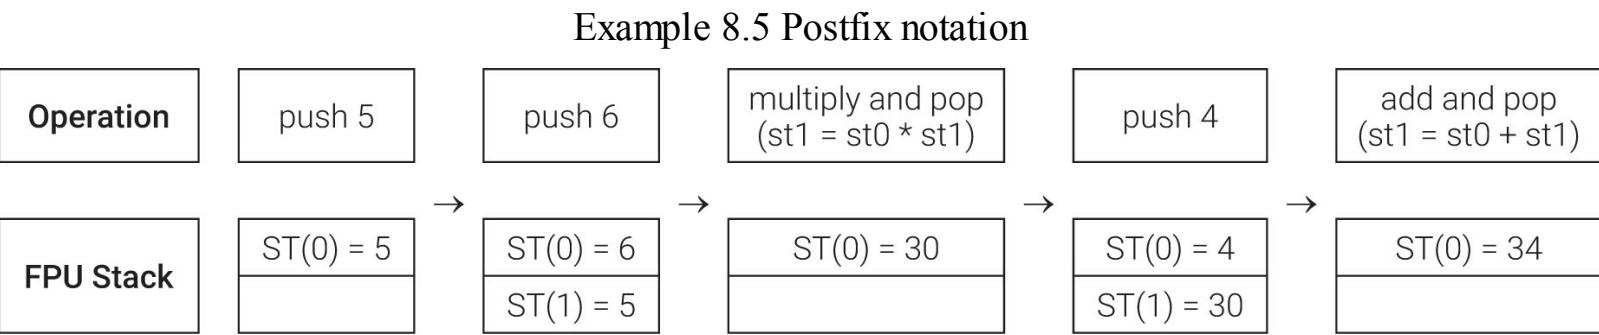 Example 8.5 Postfix notation
Operation
push 5
push 6
multiply and pop
(st1 = st0 * st1)
push 4
add and pop
(st1 = st0 + st1)
→
→
→
→
FPU Stack
ST(0) = 5
ST(0) = 6
ST(1) = 5
ST(0) = 30
ST(0) = 4
ST(1) = 30
ST(0) = 34